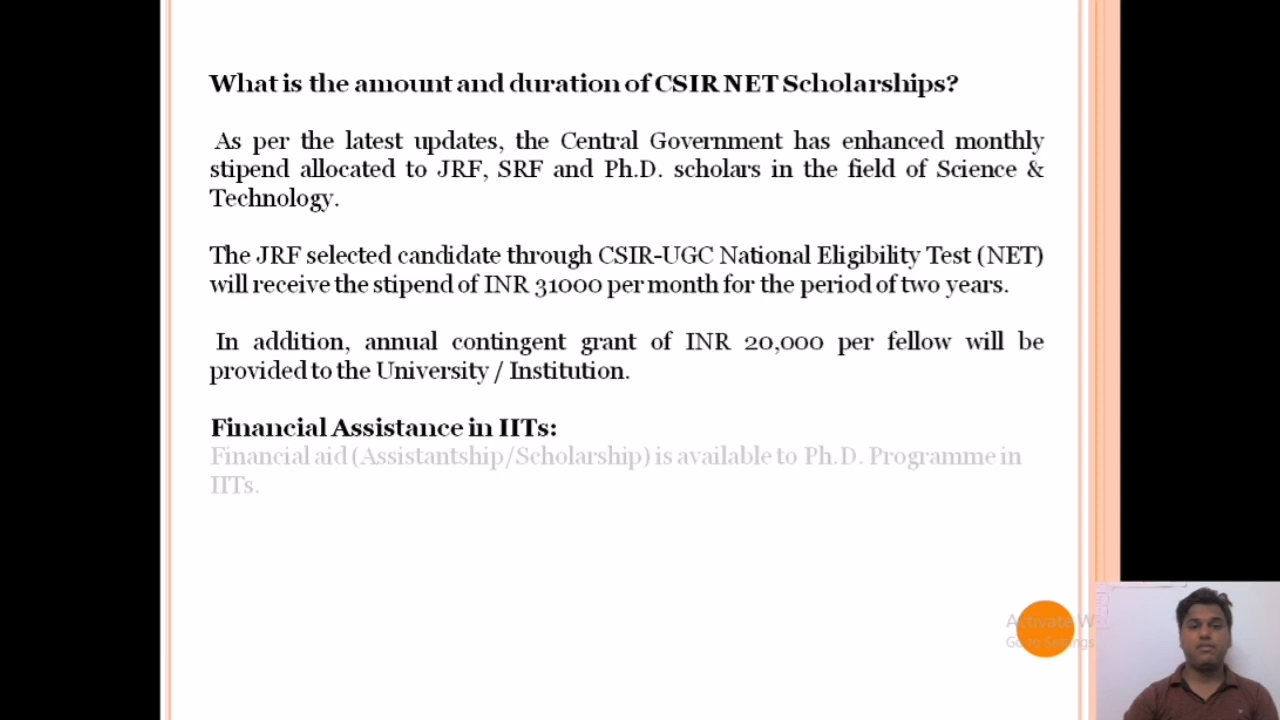 What is the amount and duration of CSIR NET Scholarships?
As per the latest updates, the Central Government has enhanced monthly
stipend allocated to JRF, SRF and Ph.D. scholars in the field of Science &
Technology.
The JRF selected candidate through CSIR-UGC National Eligibility Test (NET)
will receive the stipend of INR 31000 per month for the period of two years.
In addition, annual contingent grant of INR 20,000 per fellow will be
provided to the University / Institution.
Financial Assistance in IITs:
Financial aid (Assistantship/Scholarship) is available to Ph.D. Programme in
IITs.
Activate W
Go to Settings